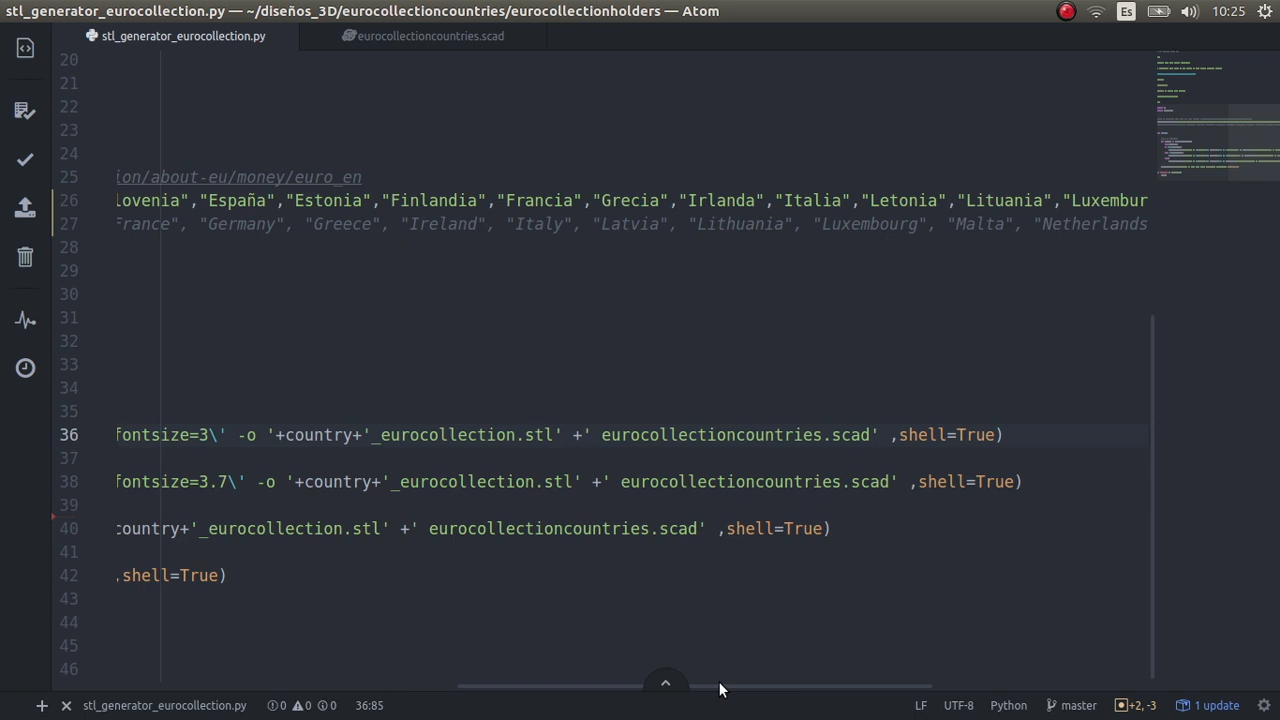 stl_generator_eurocollection.py — ~/diseños_3D/eurocollectioncountries/eurocollectionholders — Atom
Es
10:25
stl_generator_eurocollection.py
eurocollectioncountries.scad
20
21
22
23
24
25 ion/about-eu/money/euro_en
26 lovenia","España","Estonia","Finlandia","Francia","Grecia","Irlanda","Italia","Letonia","Lituania","Luxembur
27 France", "Germany", "Greece", "Ireland", "Italy", "Latvia", "Lithuania", "Luxembourg", "Malta", "Netherlands
28
29
30
31
32
33
34
35
36 fontsize=3\' -o '+country+'_eurocollection.stl' +' eurocollectioncountries.scad' ,shell=True)
37
38 fontsize=3.7\' -o '+country+'_eurocollection.stl' +' eurocollectioncountries.scad' ,shell=True)
39
40 country+'_eurocollection.stl' +' eurocollectioncountries.scad' ,shell=True)
41
42 ,shell=True)
43
44
45
46
stl_generator_eurocollection.py
0 0 0
36:85
LF
UTF-8
Python
master
+2, -3
1 update